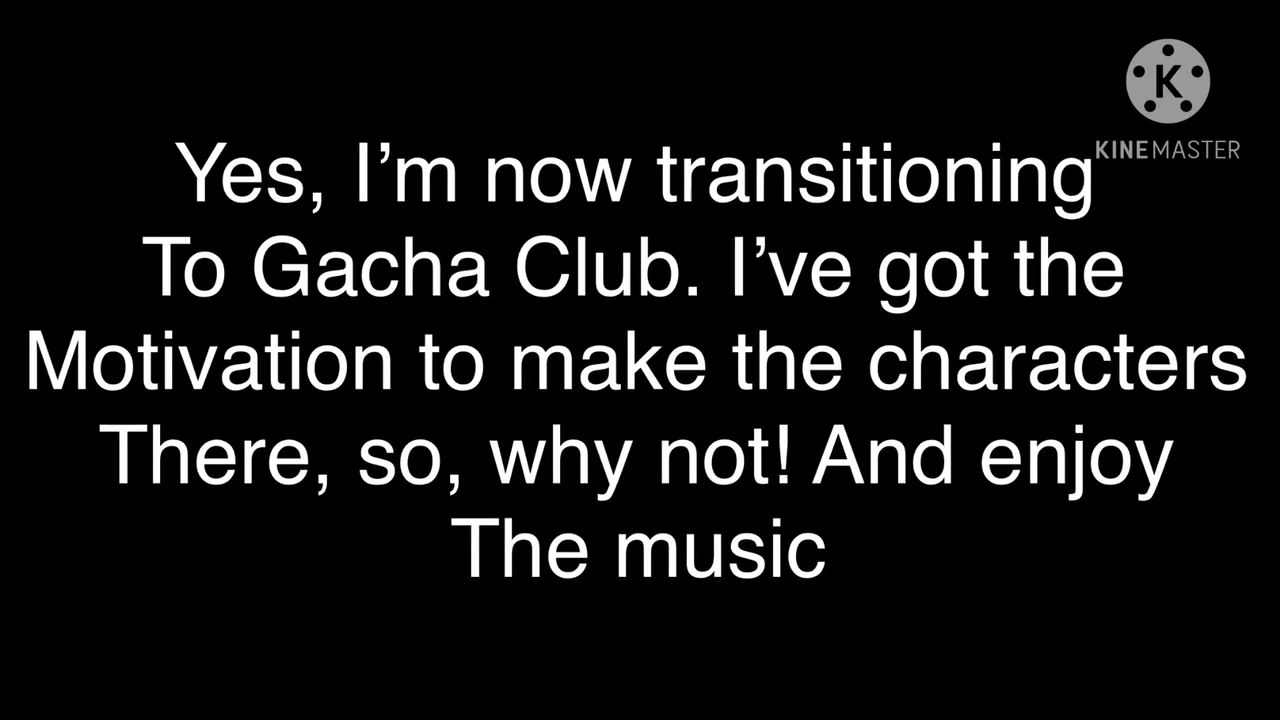 K
KINEMASTER
Yes, I’m now transitioning
To Gacha Club. I’ve got the
Motivation to make the characters
There, so, why not! And enjoy
The music